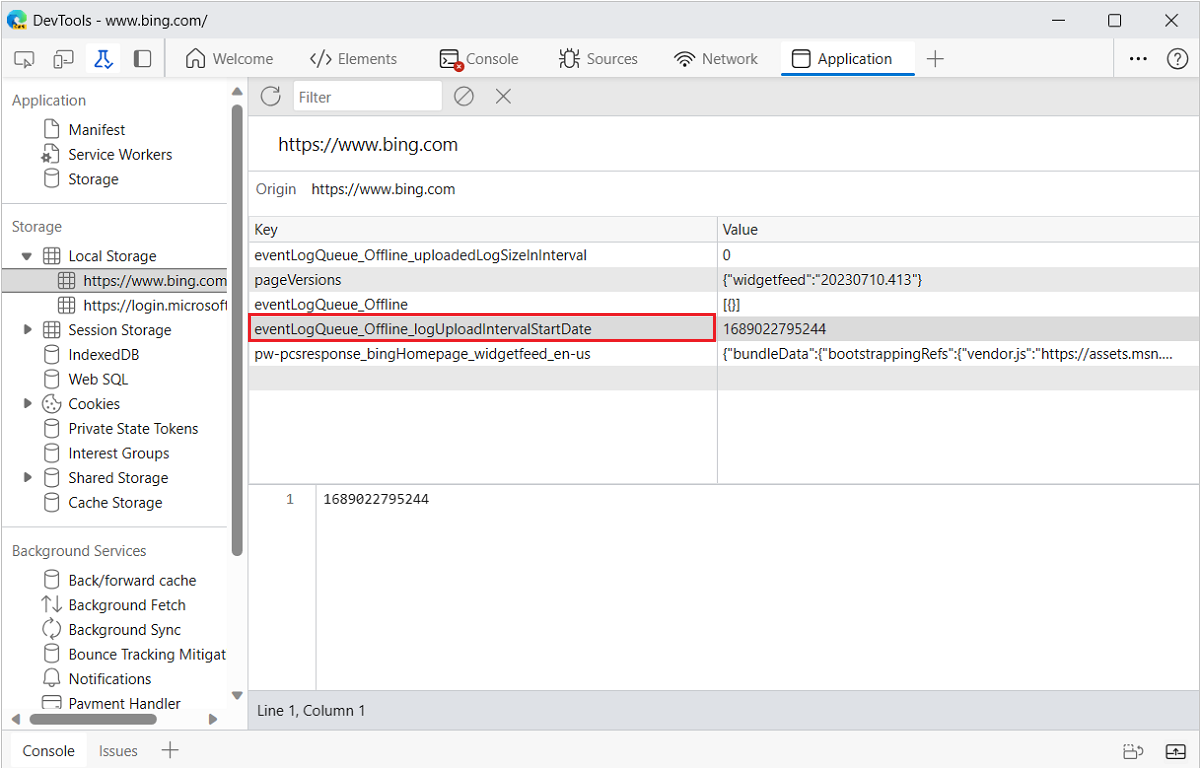 DevTools - www.bing.com/
Welcome
</> Elements
Console
Sources
Network
Application
Application
Manifest
Service Workers
Storage
Storage
Local Storage
https://www.bing.com
https://login.microsoft
Session Storage
IndexedDB
Web SQL
Cookies
Private State Tokens
Interest Groups
Shared Storage
Cache Storage
Background Services
Back/forward cache
Background Fetch
Background Sync
Bounce Tracking Mitigat
Notifications
Payment Handler
Filter
https://www.bing.com
Origin https://www.bing.com
Key Value
eventLogQueue_Offline_uploadedLogSizeInInterval 0
pageVersions {"widgetfeed":"20230710.413"}
eventLogQueue_Offline [{}]
eventLogQueue_Offline_logUploadIntervalStartDate 1689022795244
pw-pcsresponse_bingHomepage_widgetfeed_en-us {"bundleData":{"bootstrappingRefs":{"vendor.js":"https://assets.msn....
1 1689022795244
Line 1, Column 1
Console Issues